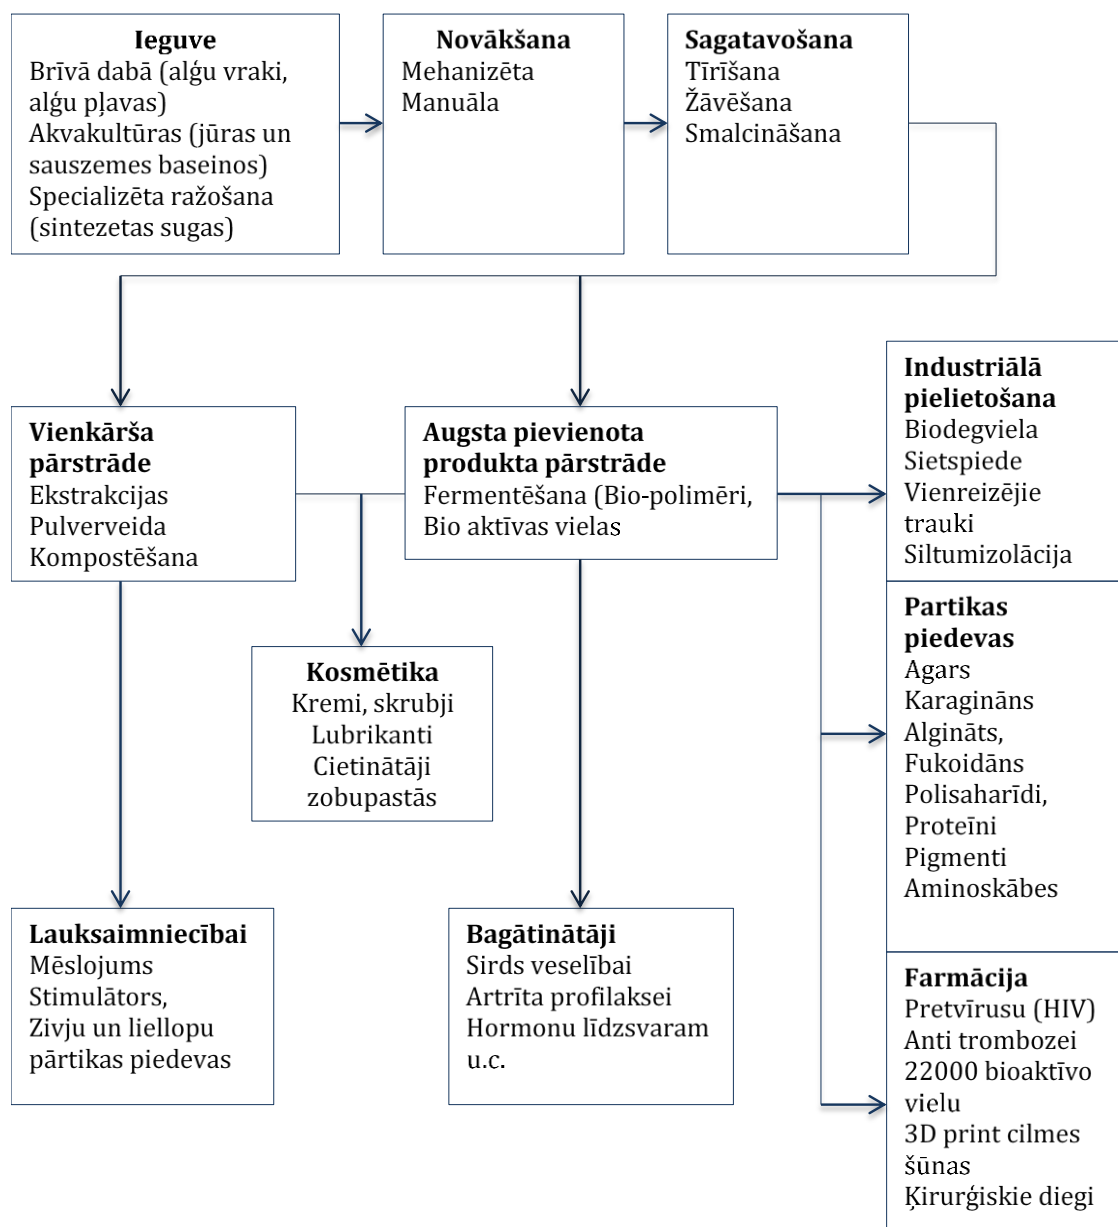 Ieguve
Brīvā dabā (alģu vraki,
alģu pļavas)
Akvakultūras (jūras un
sauszemes baseinos)
Specializēta ražošana
(sintezetas sugas)
Novākšana
Mehanizēta
Manuāla
Sagatavošana
Tīrīšana
Žāvēšana
Smalcināšana
Vienkārša
pārstrāde
Ekstrakcijas
Pulverveida
Kompostēšana
Augsta pievienota
produkta pārstrāde
Fermentēšana (Bio-polimēri,
Bio aktīvas vielas
Industriālā
pielietošana
Biodegviela
Sietspiede
Vienreizējie
trauki
Siltumizolācija
Kosmētika
Kremi, skrubji
Lubrikanti
Cietinātāji
zobupastās
Partikas
piedevas
Agars
Karagināns
Algināts,
Fukoidāns
Polisaharīdi,
Proteīni
Pigmenti
Aminoskābes
Lauksaimniecībai
Mēslojums
Stimulātors,
Zivju un liellopu
pārtikas piedevas
Bagātinātāji
Sirds veselībai
Artrīta profilaksei
Hormonu līdzsvaram
u.c.
Farmācija
Pretvīrusu (HIV)
Anti trombozei
22000 bioaktīvo
vielu
3D print cilmes
šūnas
Ķirurģiskie diegi